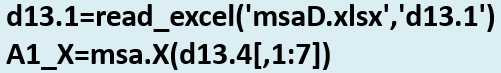 d13.1=read_excel('msaD.xlsx','d13.1')
A1_X=msa.X(d13.4[,1:7])